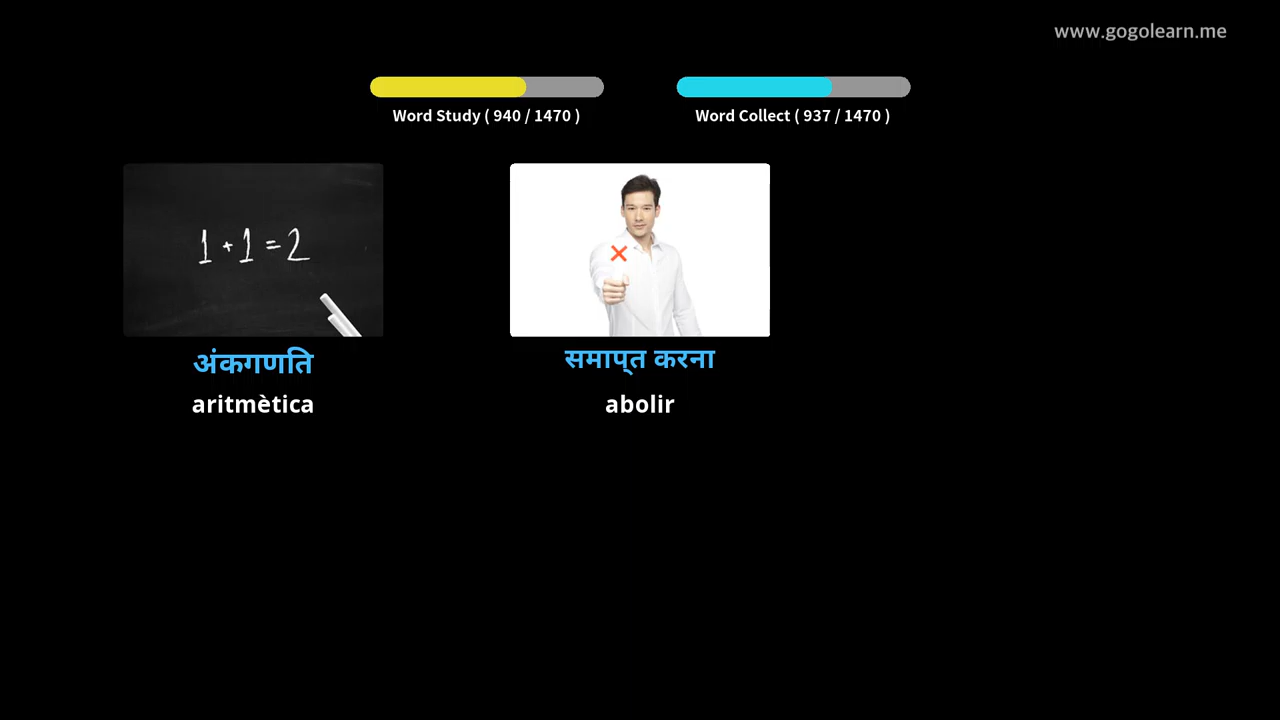 www.gogolearn.me
Word Study ( 940 / 1470 )
Word Collect ( 937 / 1470 )
1 + 1 = 2
अंकगणति
समाप्त करना
aritmètica
abolir